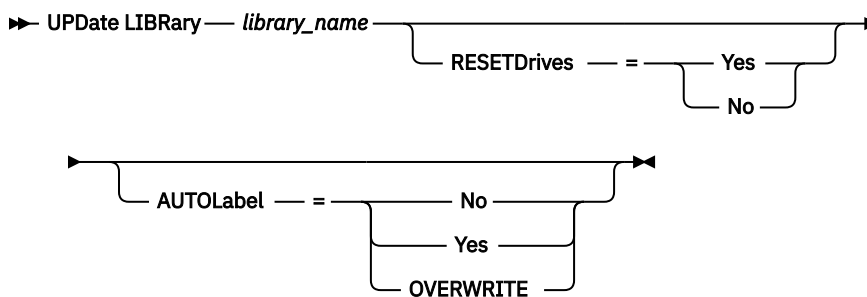 UPDate LIBRary library_name
RESETDrives = Yes
No
AUTOLabel = No
Yes
OVERWRITE